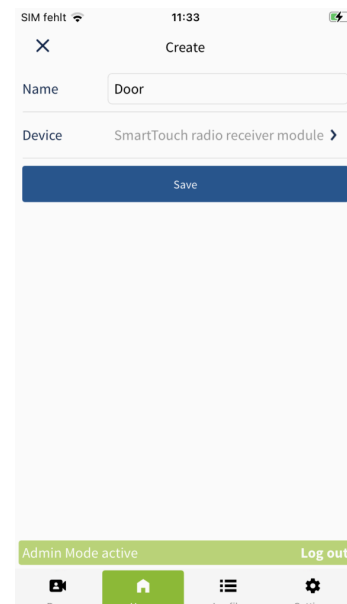 SIM fehlt 11:33
Create
Name Door
Device SmartTouch radio receiver module
Save
Admin Mode active Log out